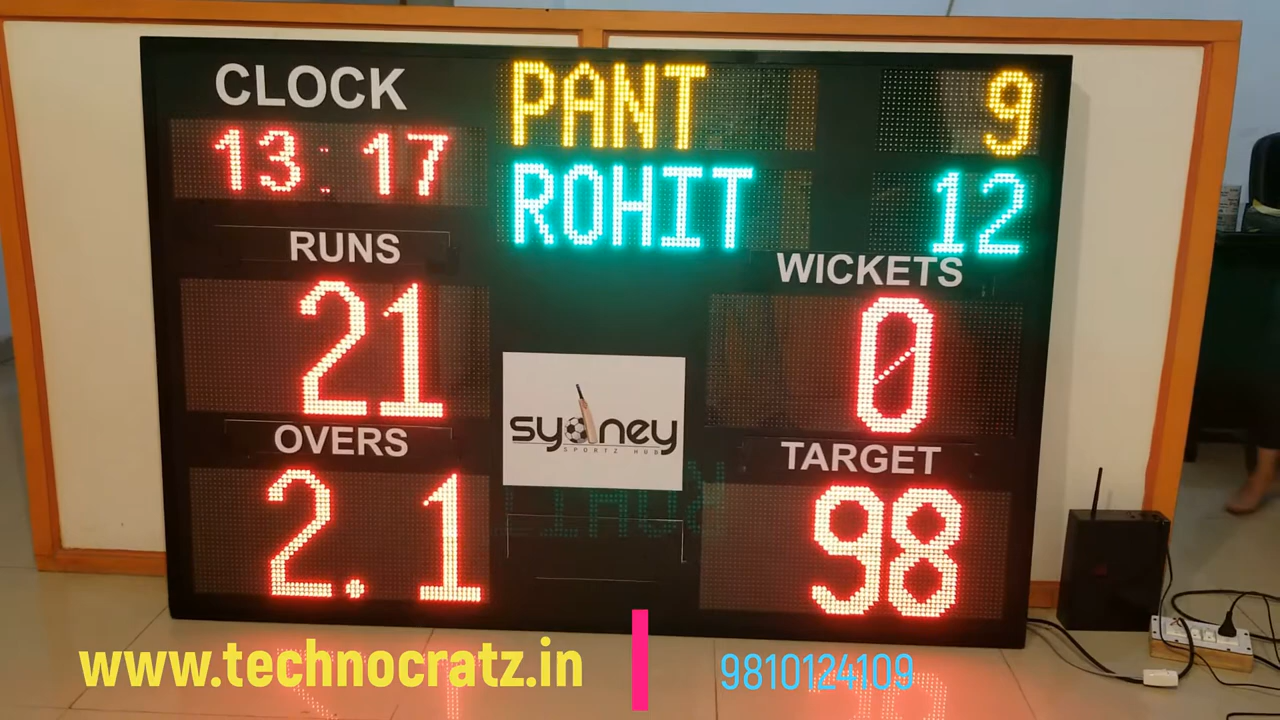 CLOCK
13:17
PANT 9
ROHIT 12
RUNS
21
WICKETS
0
OVERS
2.1
sydney
SPORTZ HUB
TARGET
98
www.technocratz.in
9810124109